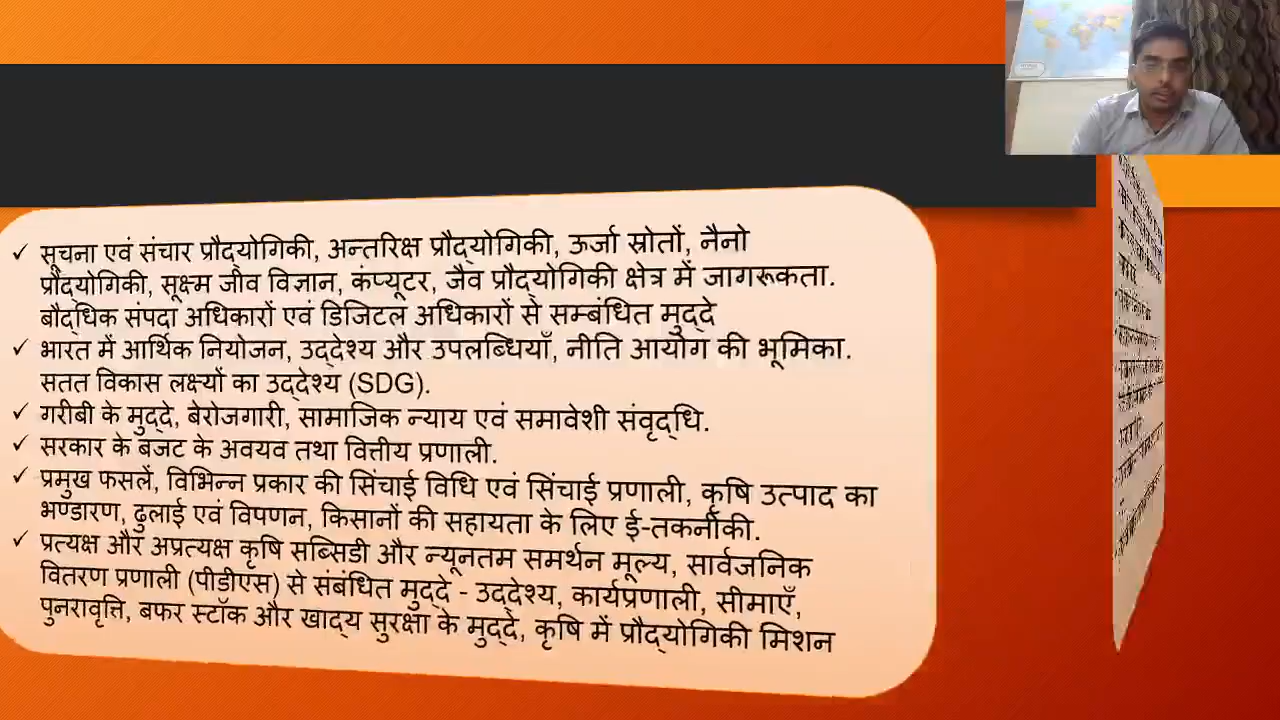 ✓ सूचना एवं संचार प्रौद्योगिकी, अन्तरिक्ष प्रौद्योगिकी, ऊर्जा स्रोतों, नैनो
प्रौद्योगिकी, सूक्ष्म जीव विज्ञान, कंप्यूटर, जैव प्रौद्योगिकी क्षेत्र में जागरूकता.
बौद्धिक संपदा अधिकारों एवं डिजिटल अधिकारों से सम्बंधित मुद्दे
✓ भारत में आर्थिक नियोजन, उद्देश्य और उपलब्धियाँ, नीति आयोग की भूमिका.
सतत विकास लक्ष्यों का उद्देश्य (SDG).
✓ गरीबी के मुद्दे, बेरोजगारी, सामाजिक न्याय एवं समावेशी संवृद्धि.
✓ सरकार के बजट के अवयव तथा वित्तीय प्रणाली.
✓ प्रमुख फसलें, विभिन्न प्रकार की सिंचाई विधि एवं सिंचाई प्रणाली, कृषि उत्पाद का
भण्डारण, ढुलाई एवं विपणन, किसानों की सहायता के लिए ई-तकनीकी.
✓ प्रत्यक्ष और अप्रत्यक्ष कृषि सब्सिडी और न्यूनतम समर्थन मूल्य, सार्वजनिक
वितरण प्रणाली (पीडीएस) से संबंधित मुद्दे - उद्देश्य, कार्यप्रणाली, सीमाएँ,
पुनरावृत्ति, बफर स्टॉक और खाद्य सुरक्षा के मुद्दे, कृषि में प्रौद्योगिकी मिशन